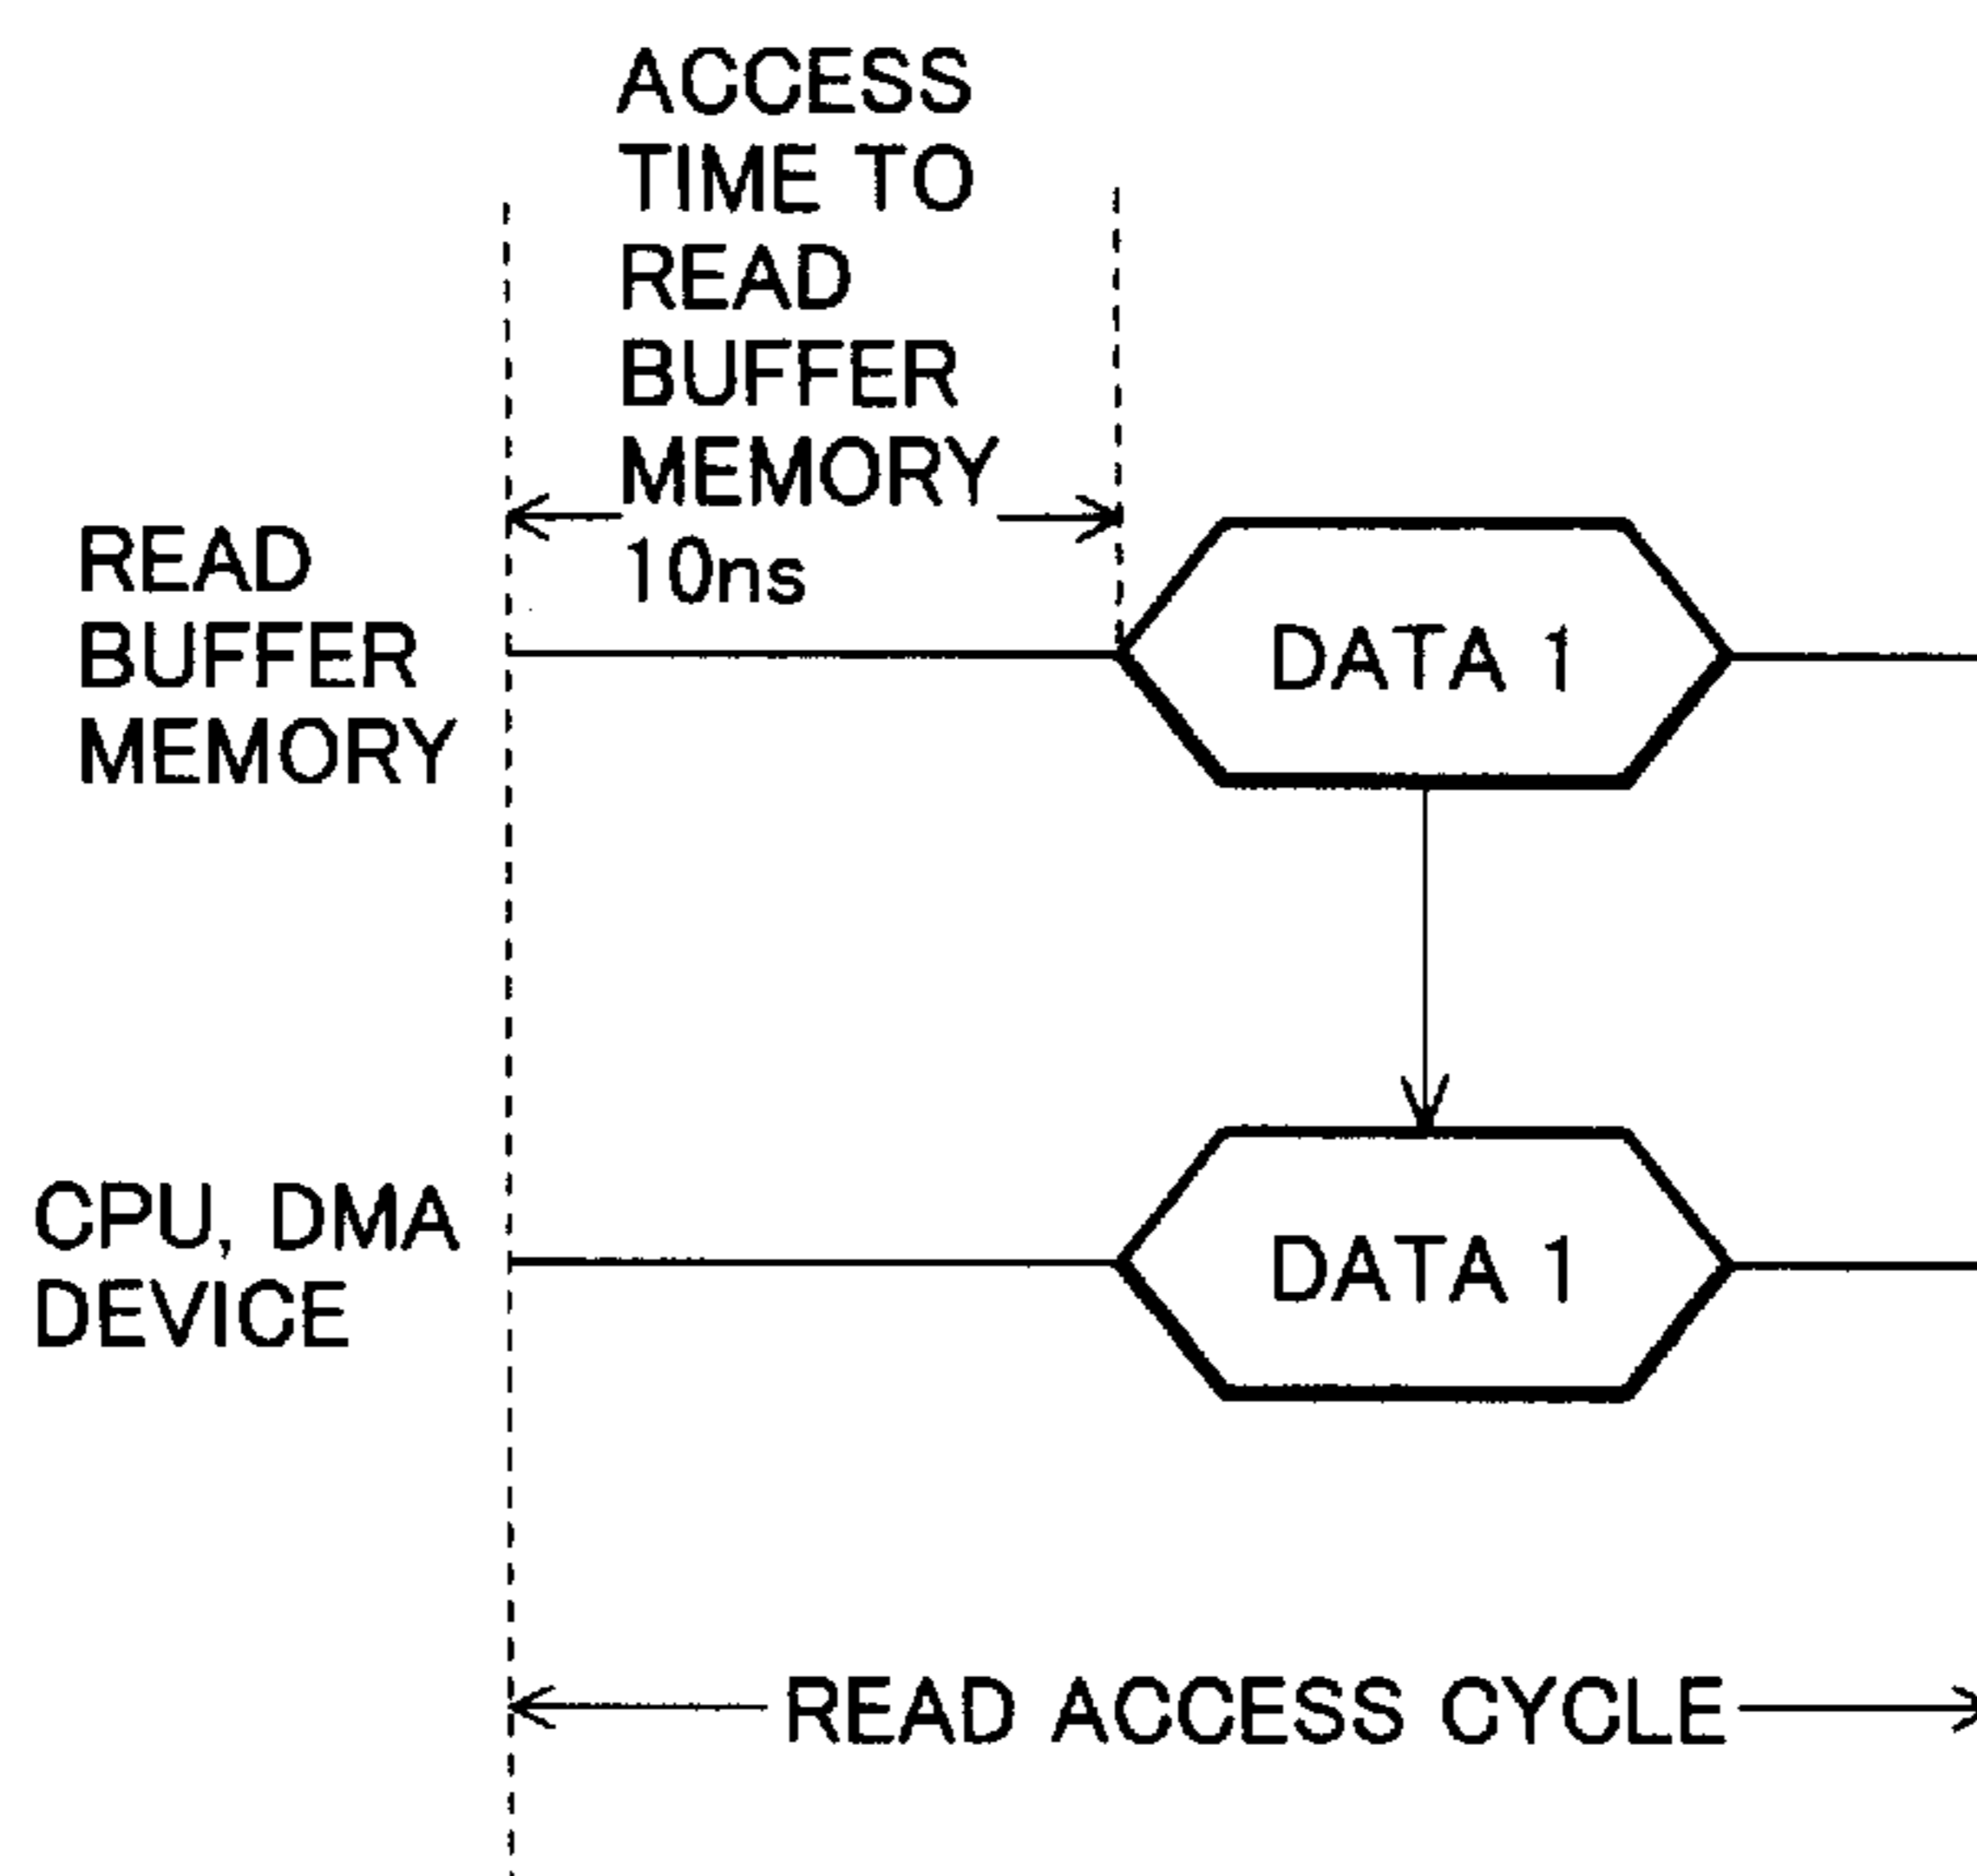 ACCESS
TIME TO
READ
BUFFER
MEMORY
10ns
READ
BUFFER
MEMORY
DATA 1
CPU, DMA
DEVICE
DATA 1
READ ACCESS CYCLE